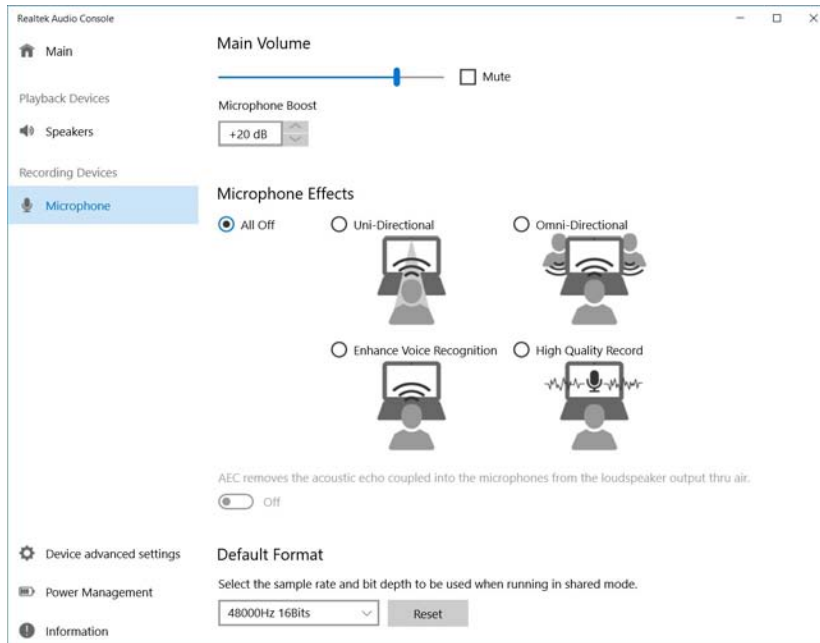 Realtek Audio Console
Main
Playback Devices
Speakers
Recording Devices
Microphone
Device advanced settings
Power Management
Information
Main Volume
Mute
Microphone Boost
+20 dB
Microphone Effects
All Off
Uni-Directional
Omni-Directional
Enhance Voice Recognition
High Quality Record
AEC removes the acoustic echo coupled into the microphones from the loudspeaker output thru air.
Off
Default Format
Select the sample rate and bit depth to be used when running in shared mode.
48000Hz 16Bits
Reset